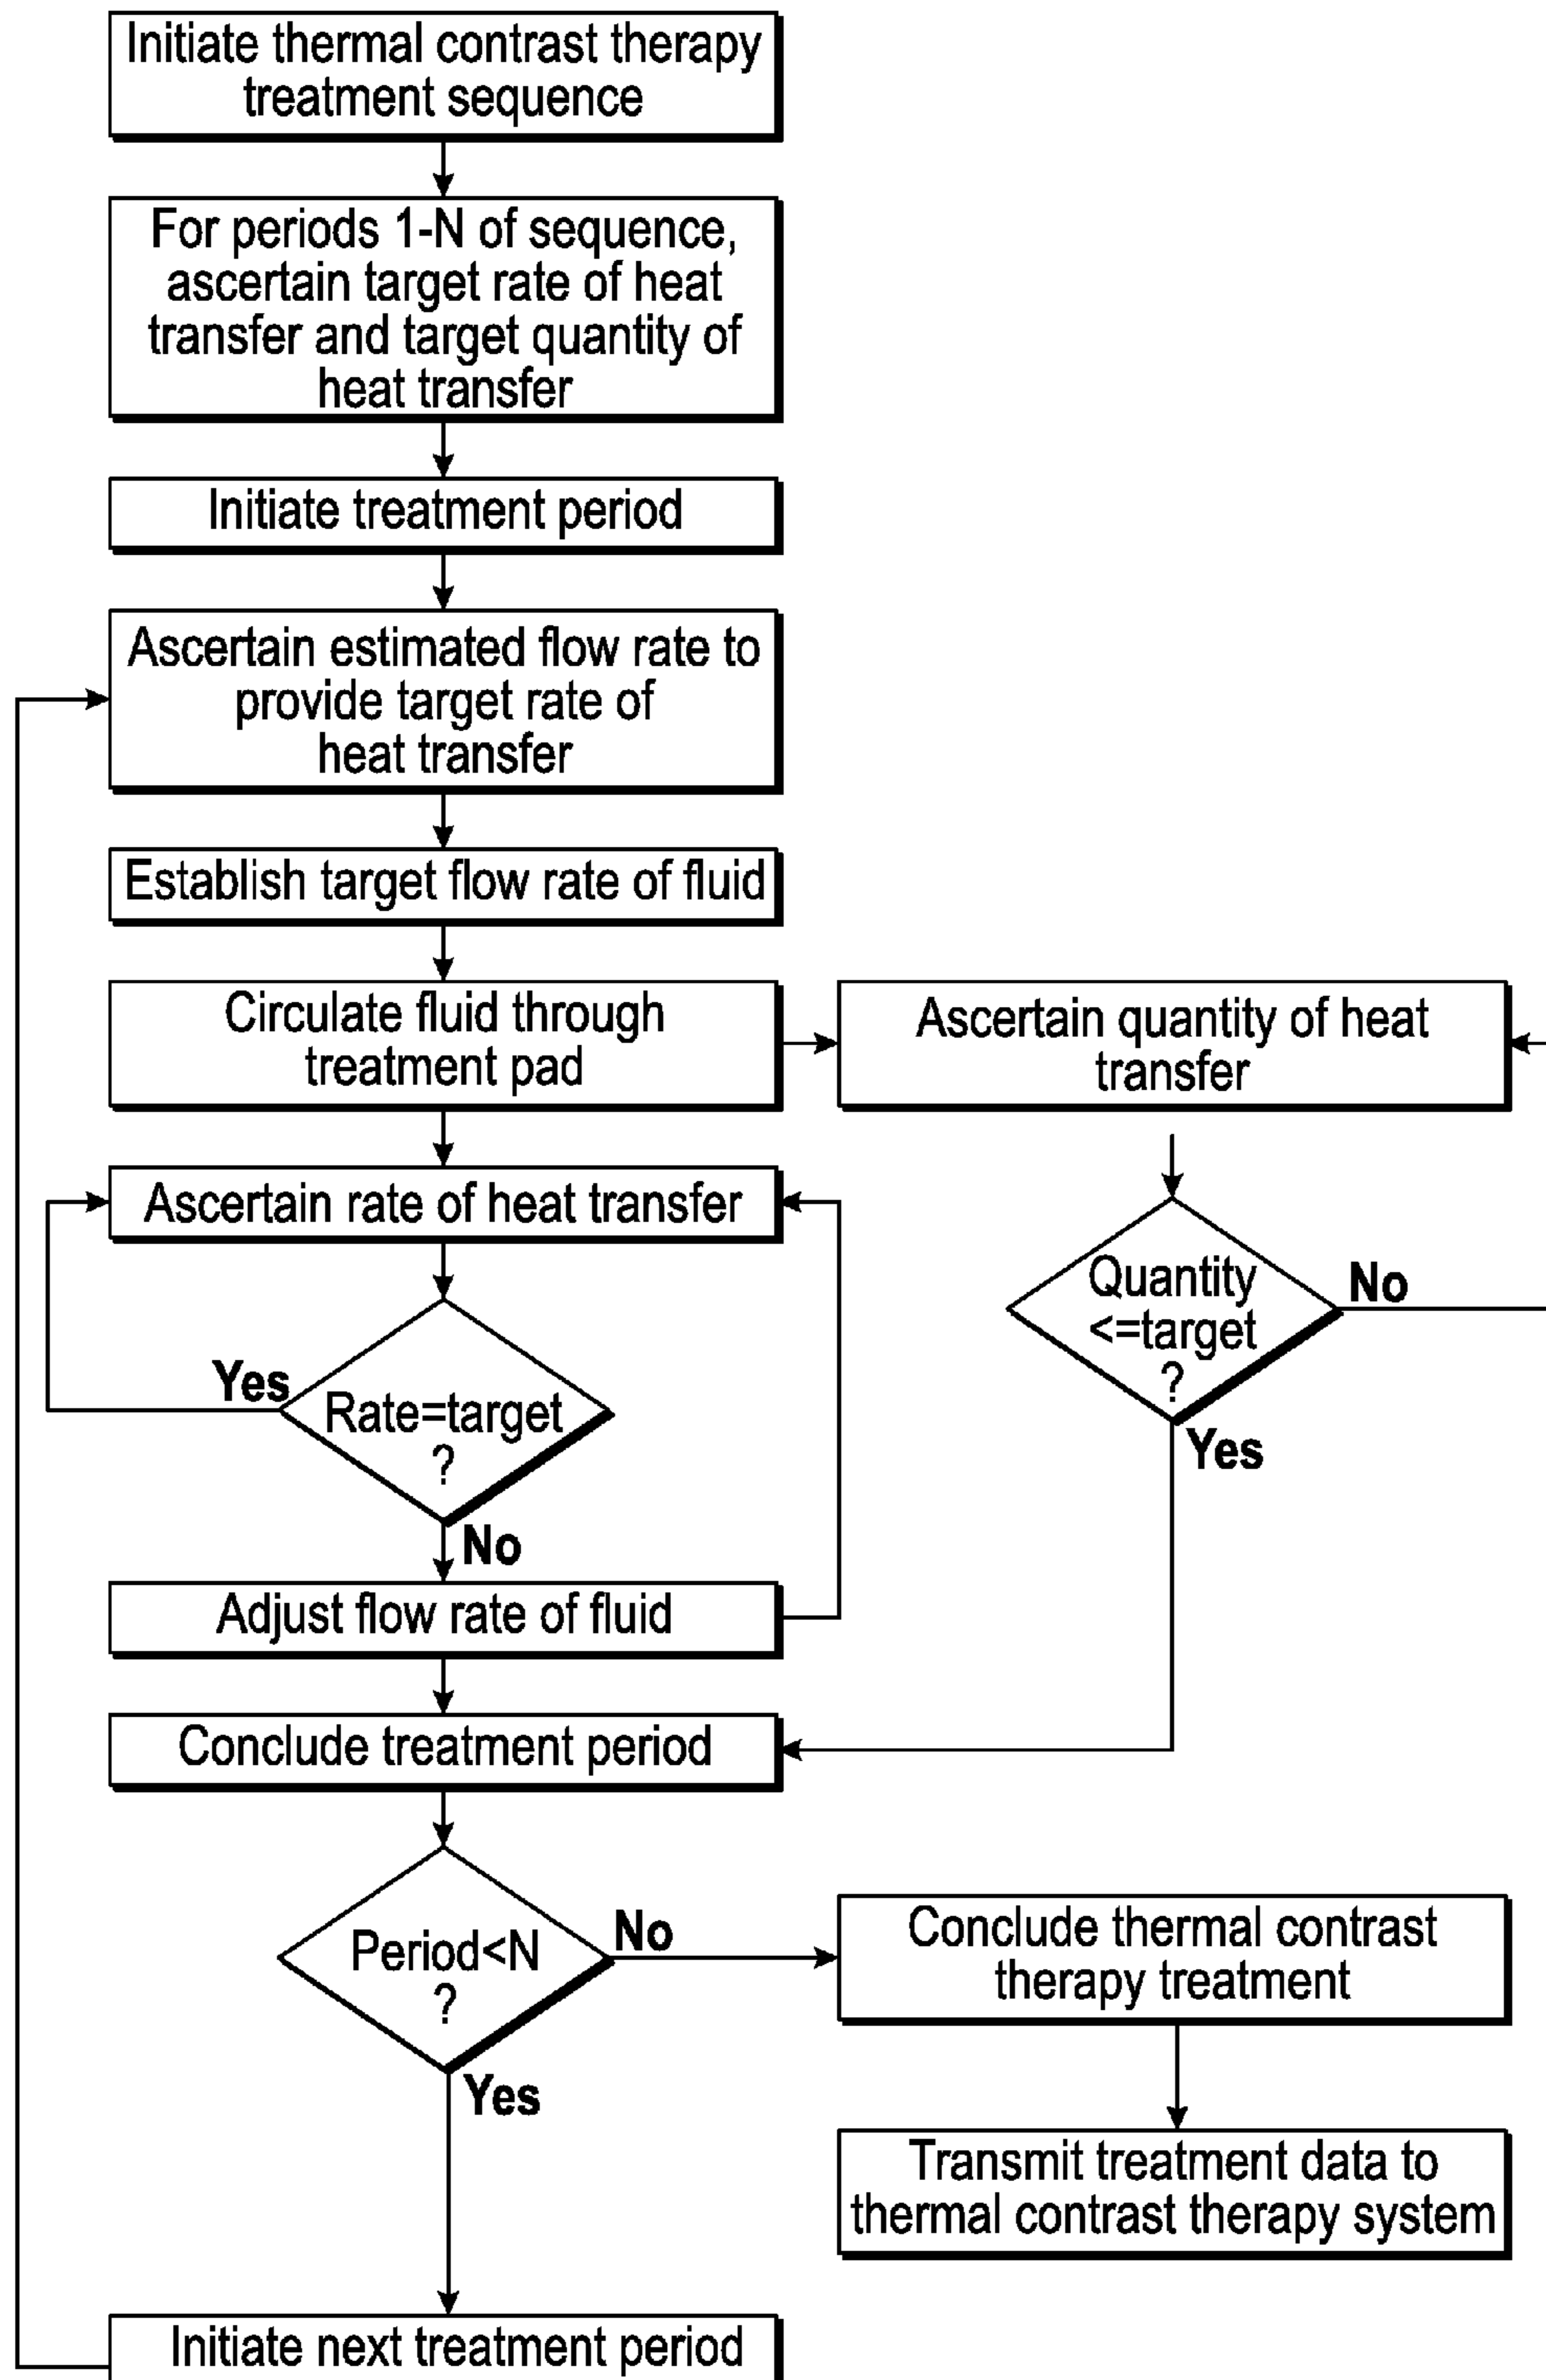 Initiate thermal contrast therapy
treatment sequence
For periods 1-N of sequence,
ascertain target rate of heat
transfer and target quantity of
heat transfer
Initiate treatment period
Ascertain estimated flow rate to
provide target rate of
heat transfer
Establish target flow rate of fluid
Circulate fluid through
treatment pad
Ascertain quantity of heat
transfer
Ascertain rate of heat transfer
Quantity
<=target
?
No
Yes
Rate=target
?
Yes
No
Adjust flow rate of fluid
Conclude treatment period
Period<N
?
No
Yes
Conclude thermal contrast
therapy treatment
Transmit treatment data to
thermal contrast therapy system
Initiate next treatment period